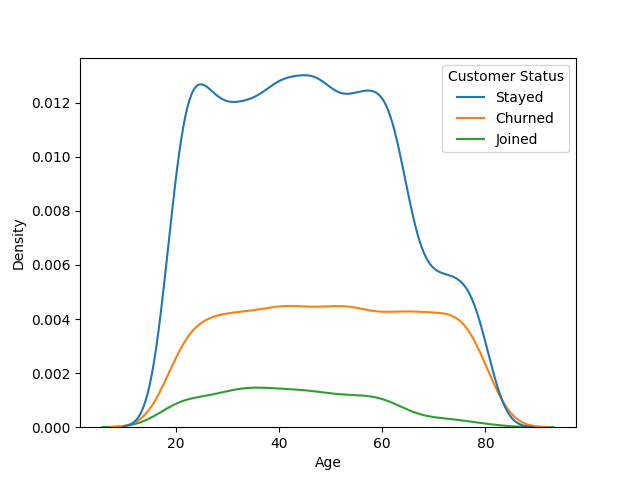 Customer Status
Stayed
Churned
Joined
0.012
0.010
0.008
0.006
0.004
0.002
0.000
Density
20 40 60 80
Age